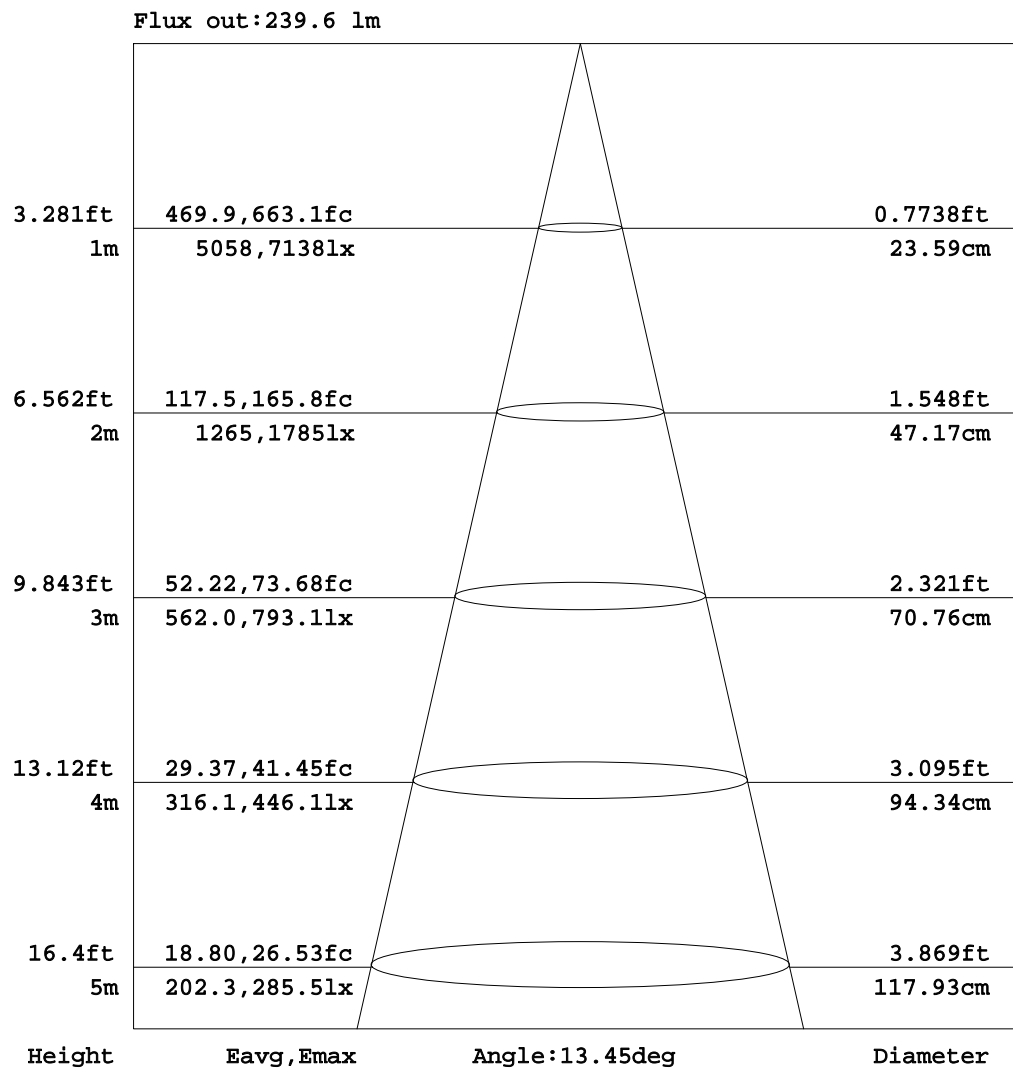 Flux out:239.6 lm
3.281ft 469.9,663.1fc 0.7738ft
1m 5058,7138lx 23.59cm
6.562ft 117.5,165.8fc 1.548ft
2m 1265,1785lx 47.17cm
9.843ft 52.22,73.68fc 2.321ft
3m 562.0,793.1lx 70.76cm
13.12ft 29.37,41.45fc 3.095ft
4m 316.1,446.1lx 94.34cm
16.4ft 18.80,26.53fc 3.869ft
5m 202.3,285.5lx 117.93cm
Height Eavg,Emax Angle:13.45deg Diameter